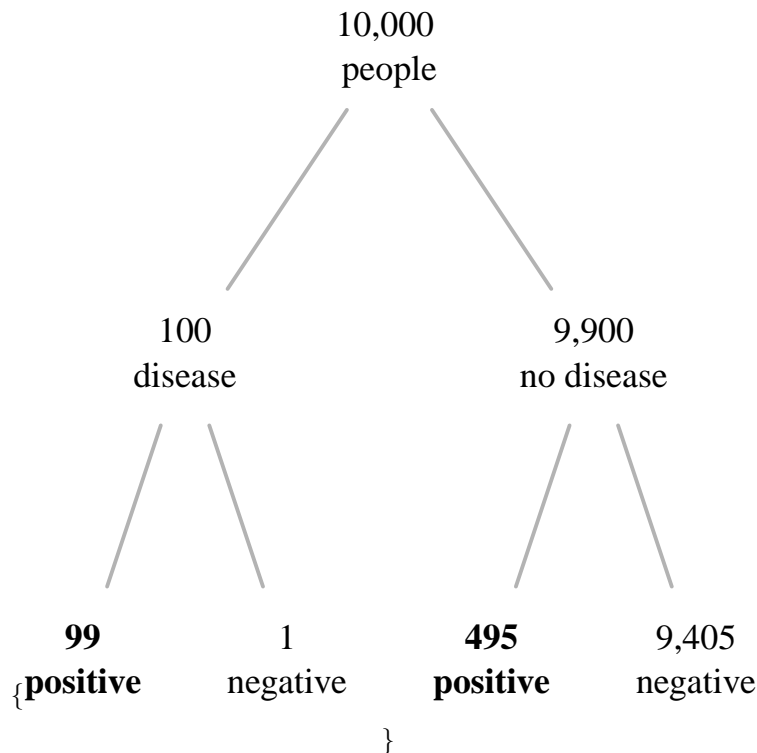 10,000
people
100
disease
9,900
no disease
99
positive
1
negative
495
positive
9,405
negative
{
}